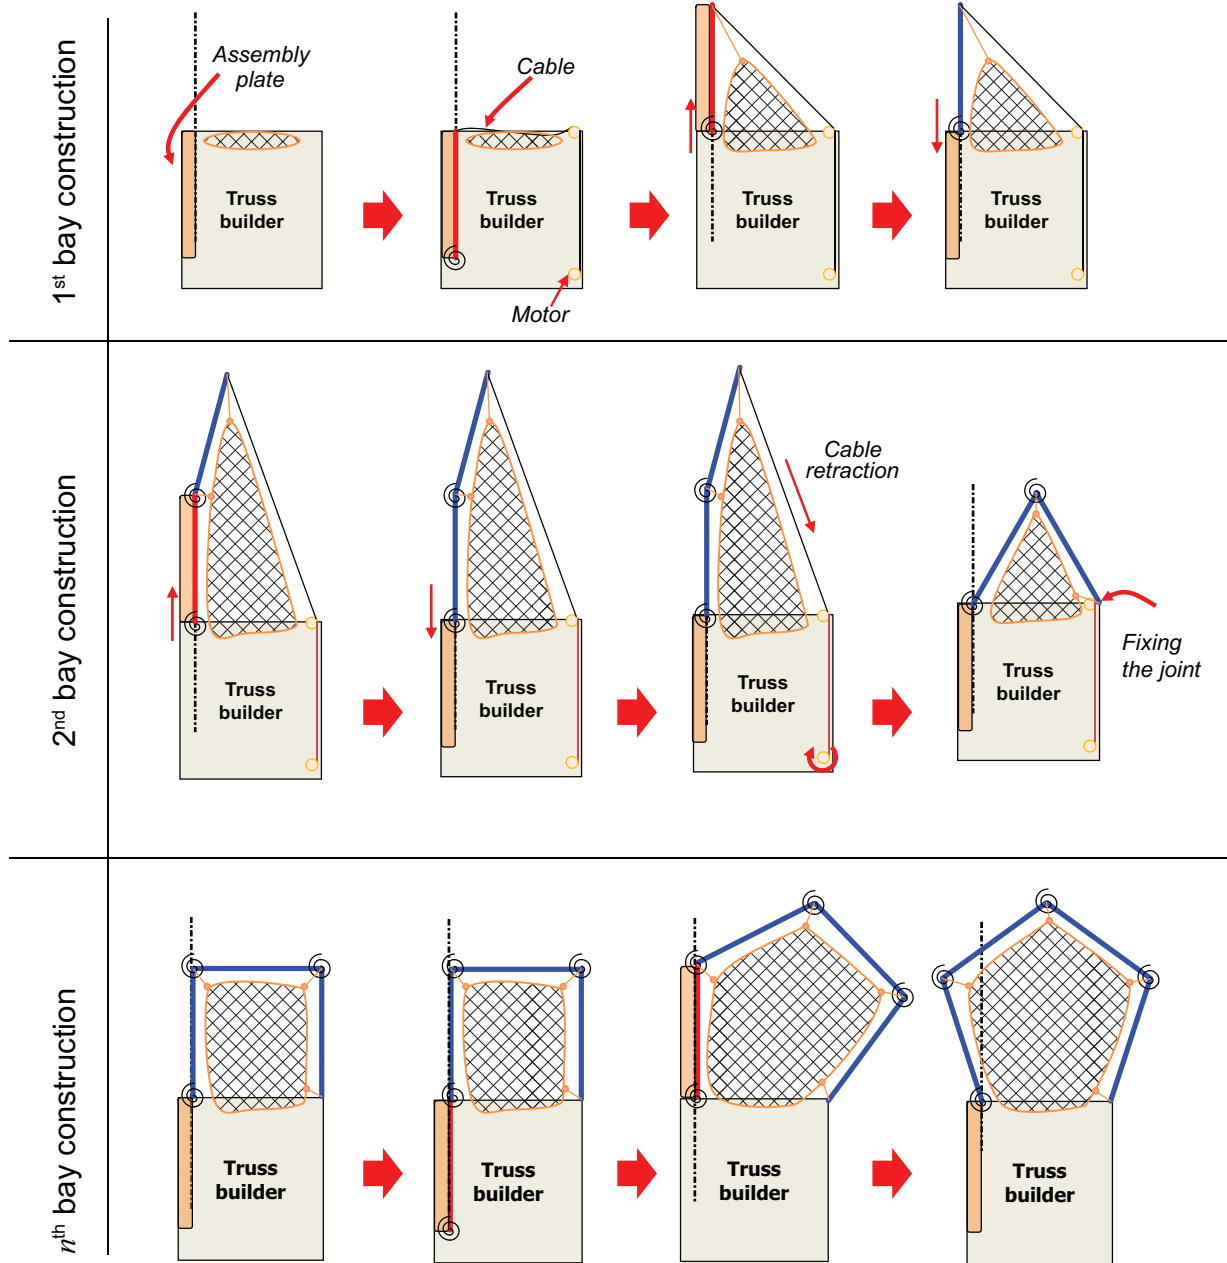 1st bay construction
Assembly
plate
Truss
builder
Cable
Truss
builder
Motor
Truss
builder
Truss
builder
2nd bay construction
Truss
builder
Truss
builder
Cable
retraction
Truss
builder
Fixing
the joint
Truss
builder
nth bay construction
Truss
builder
Truss
builder
Truss
builder
Truss
builder